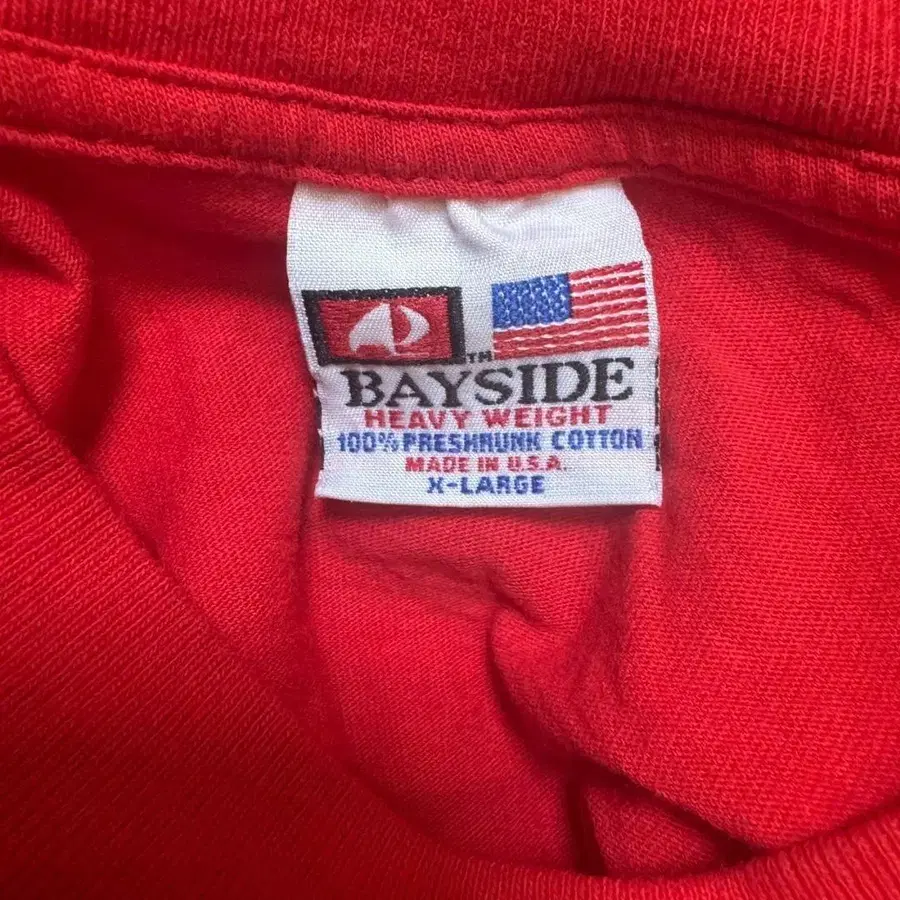 TM
BAYSIDE
HEAVY WEIGHT
100% PRESHRUNK COTTON
MADE IN U.S.A.
X-LARGE